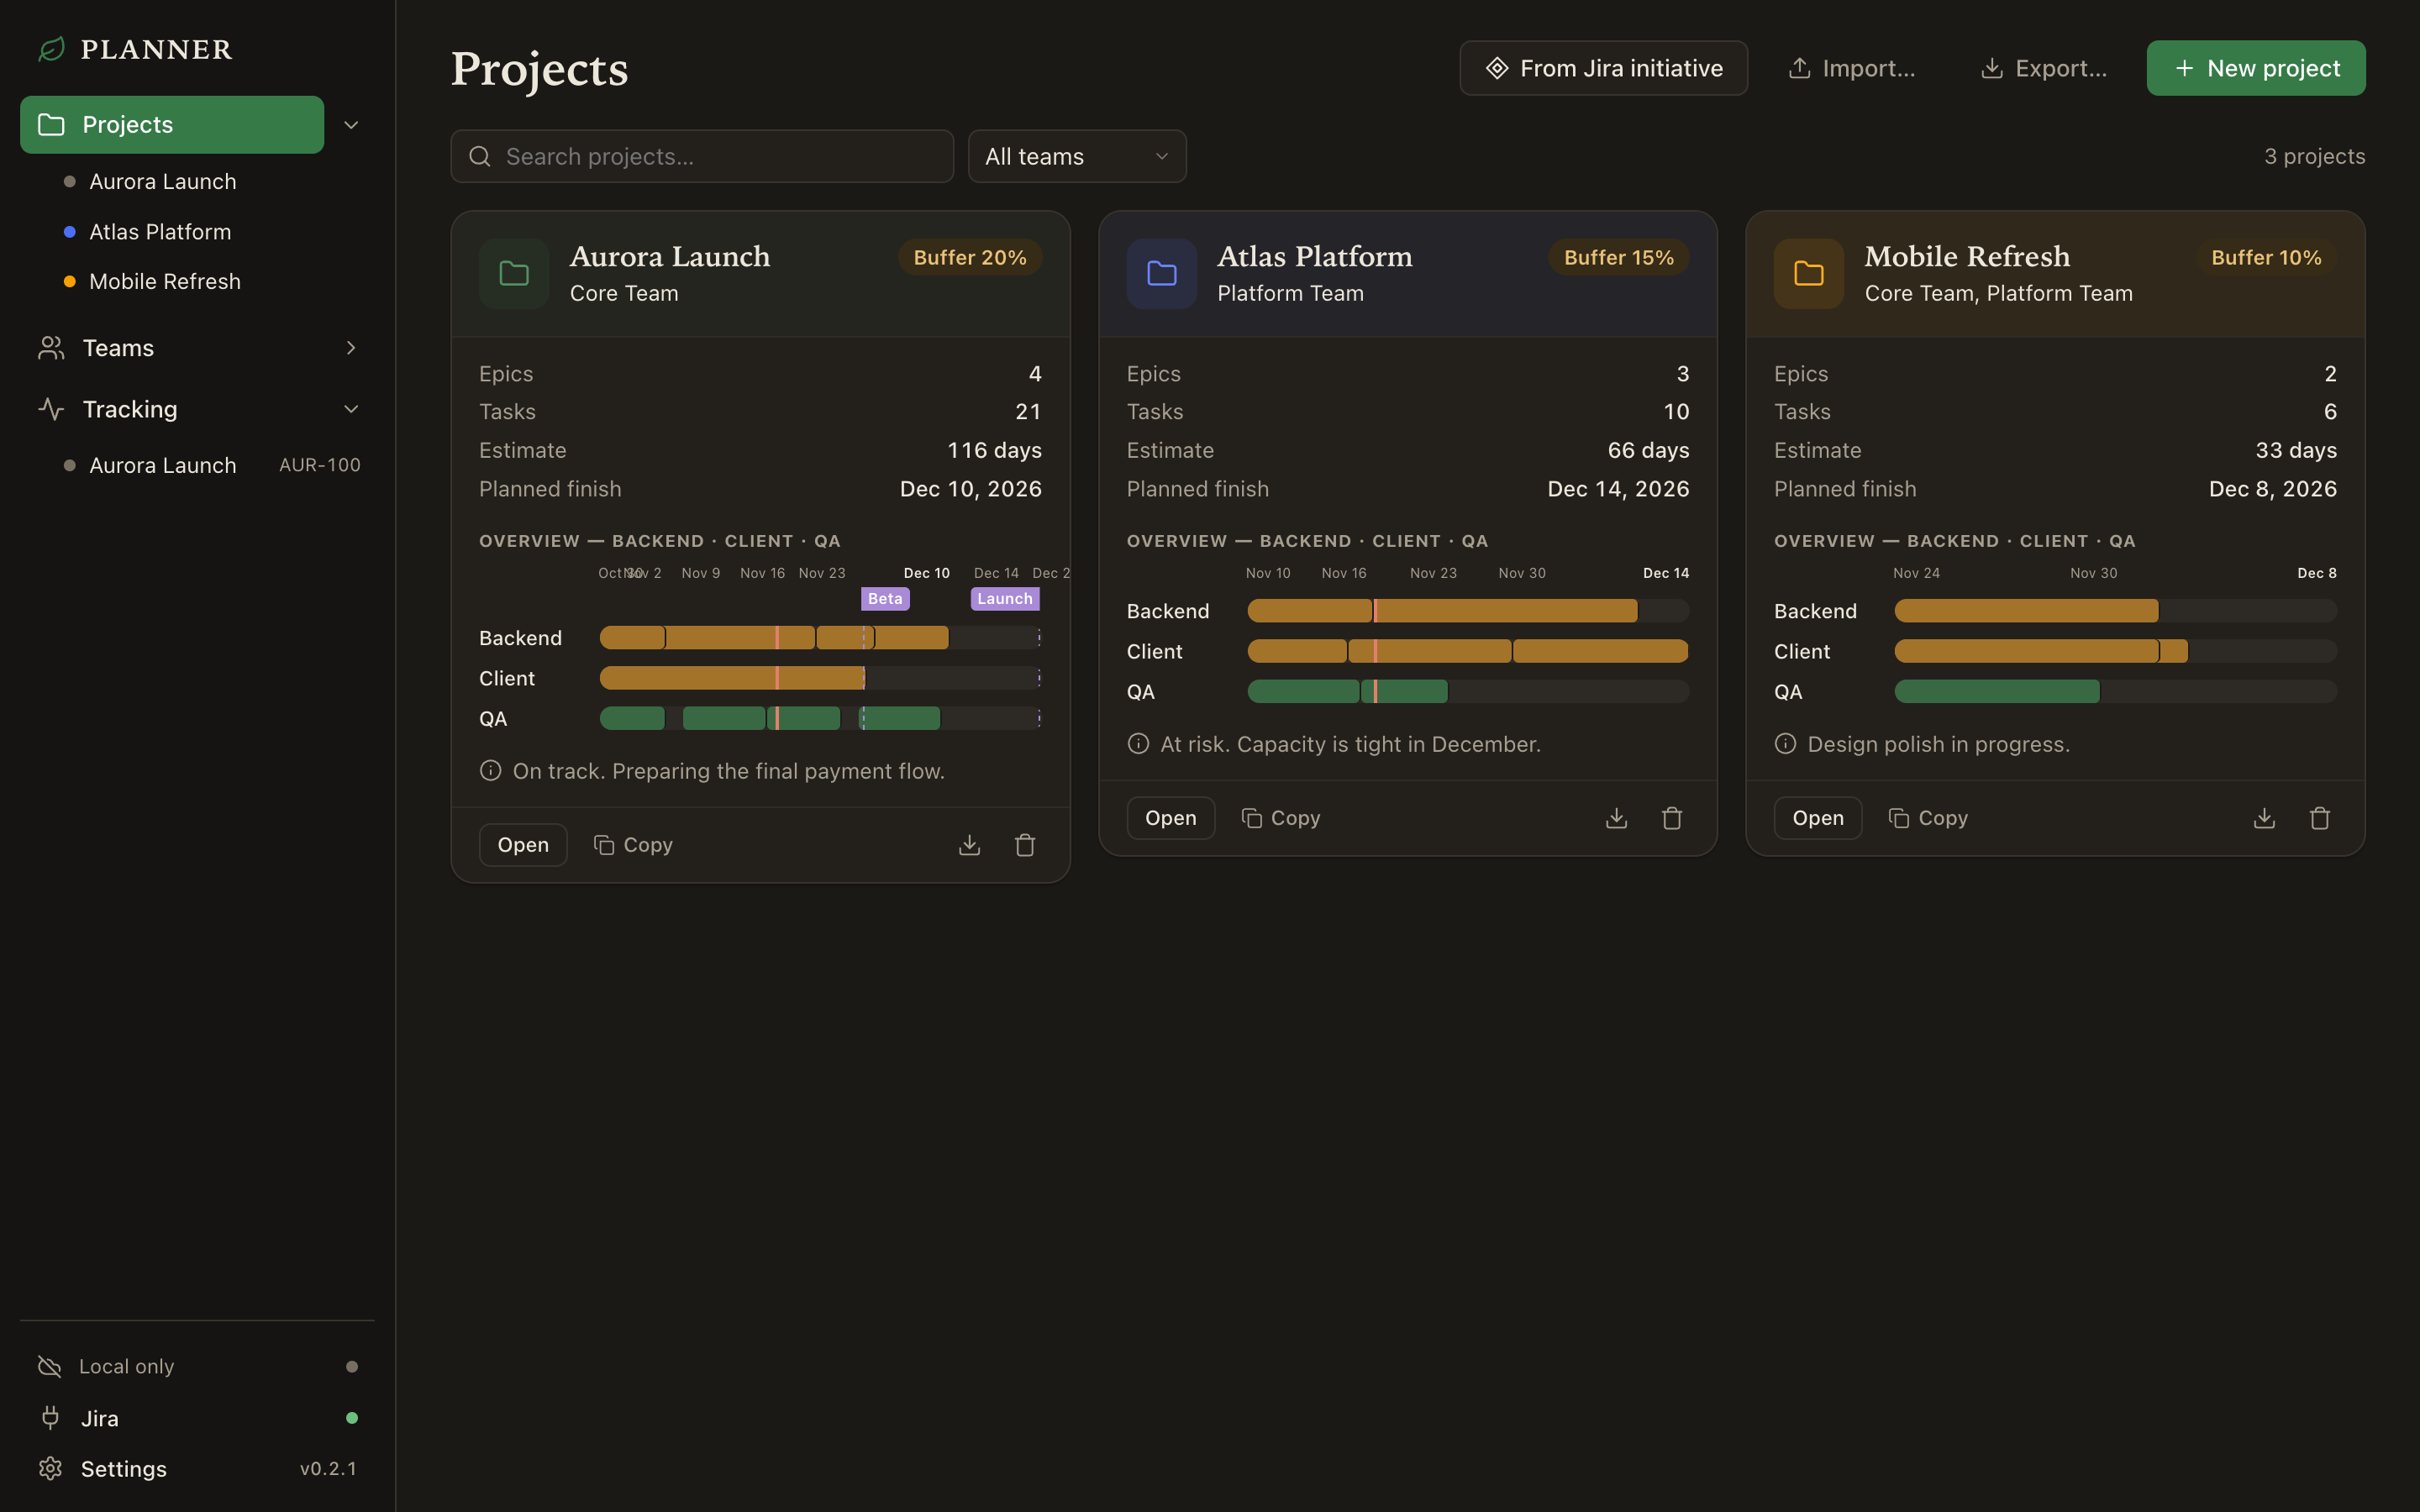 PLANNER
Projects
Aurora Launch
Atlas Platform
Mobile Refresh
Teams
Tracking
Aurora Launch AUR-100
Local only
Jira
Settings v0.2.1
Projects
From Jira initiative
Import...
Export...
New project
Search projects...
All teams
3 projects
Aurora Launch
Buffer 20%
Core Team
Epics 4
Tasks 21
Estimate 116 days
Planned finish Dec 10, 2026
OVERVIEW — BACKEND · CLIENT · QA
Oct 30 Nov 2 Nov 9 Nov 16 Nov 23 Dec 10 Dec 14 Dec 2
Beta Launch
Backend
Client
QA
On track. Preparing the final payment flow.
Open Copy
Atlas Platform
Buffer 15%
Platform Team
Epics 3
Tasks 10
Estimate 66 days
Planned finish Dec 14, 2026
OVERVIEW — BACKEND · CLIENT · QA
Nov 10 Nov 16 Nov 23 Nov 30 Dec 14
Backend
Client
QA
At risk. Capacity is tight in December.
Open Copy
Mobile Refresh
Buffer 10%
Core Team, Platform Team
Epics 2
Tasks 6
Estimate 33 days
Planned finish Dec 8, 2026
OVERVIEW — BACKEND · CLIENT · QA
Nov 24 Nov 30 Dec 8
Backend
Client
QA
Design polish in progress.
Open Copy